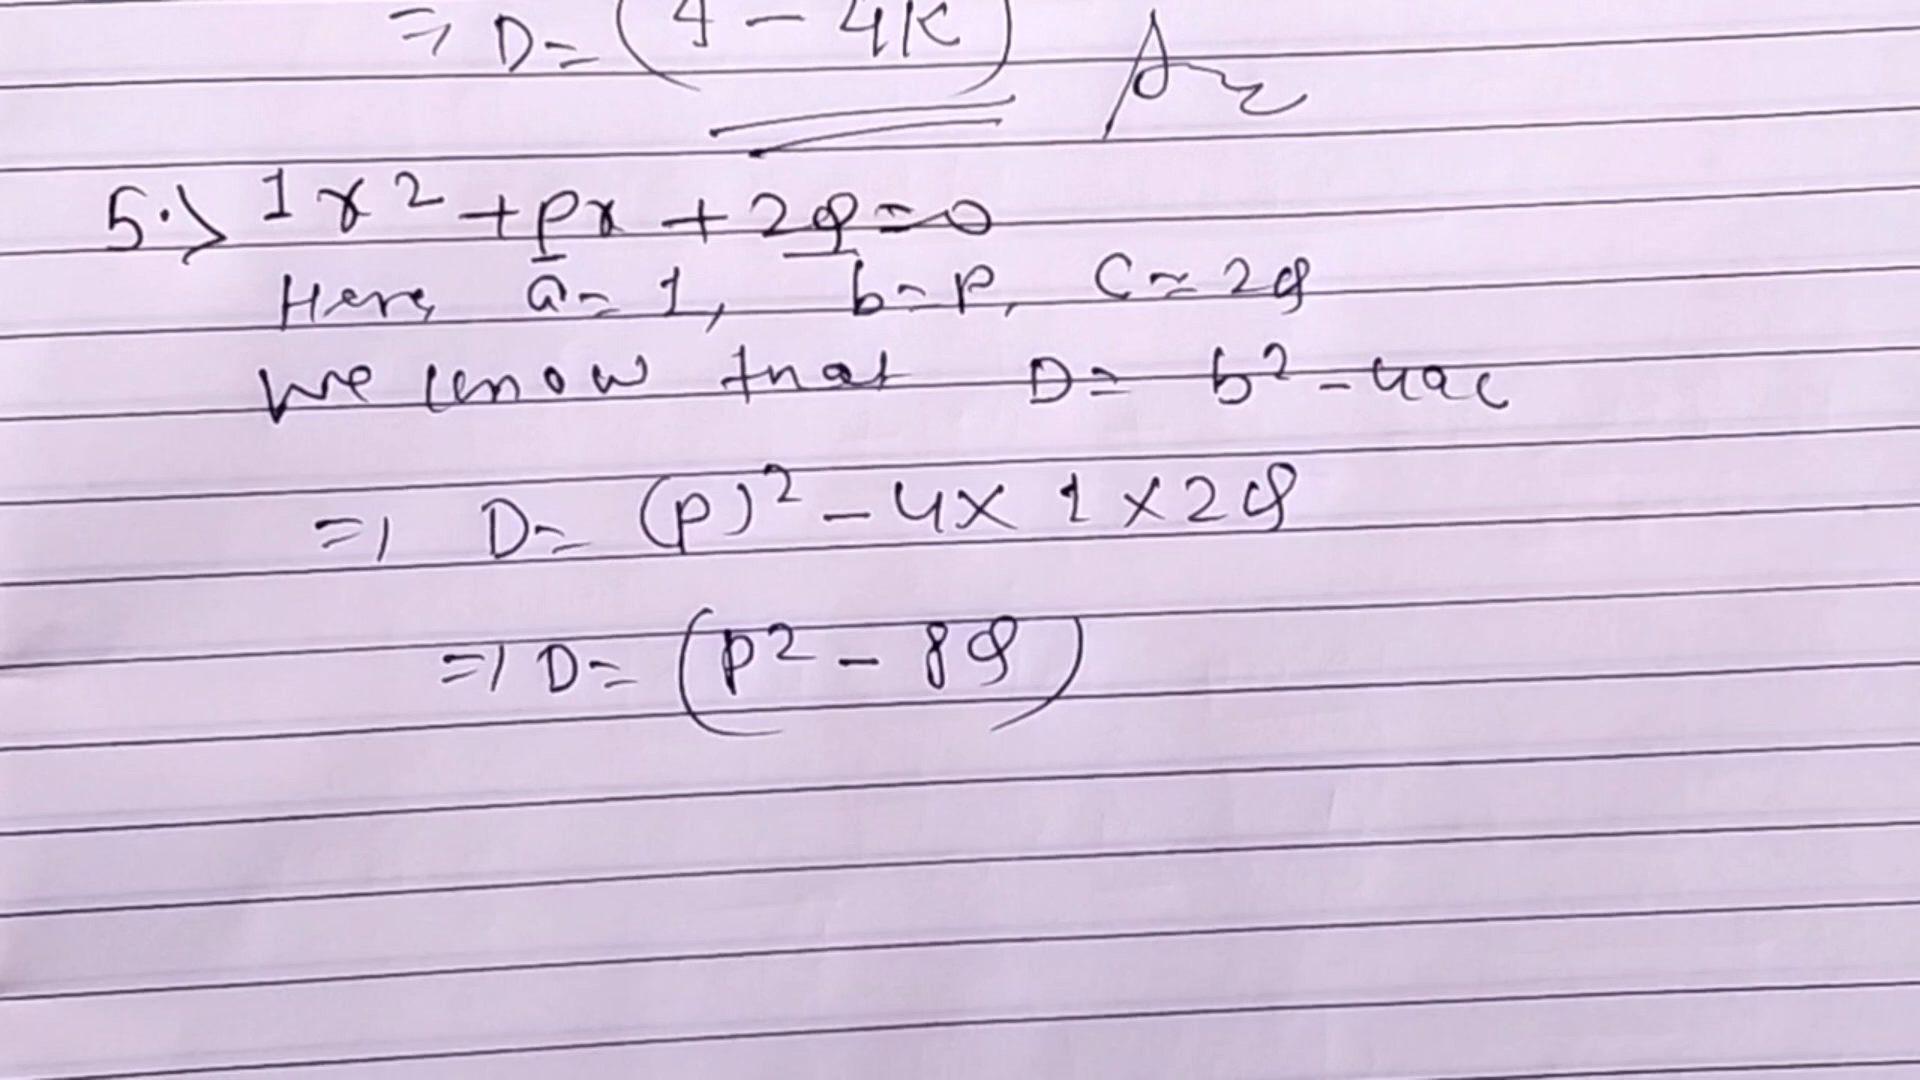 ⇒ D= (4 - 4K) Ans
5.> 1x² + px + 2q = 0
Here, a = 1, b = p, c = 2q
We know that D = b² - 4ac
⇒ D = (p)² - 4 × 1 × 2q
⇒ D = (p² - 8q)